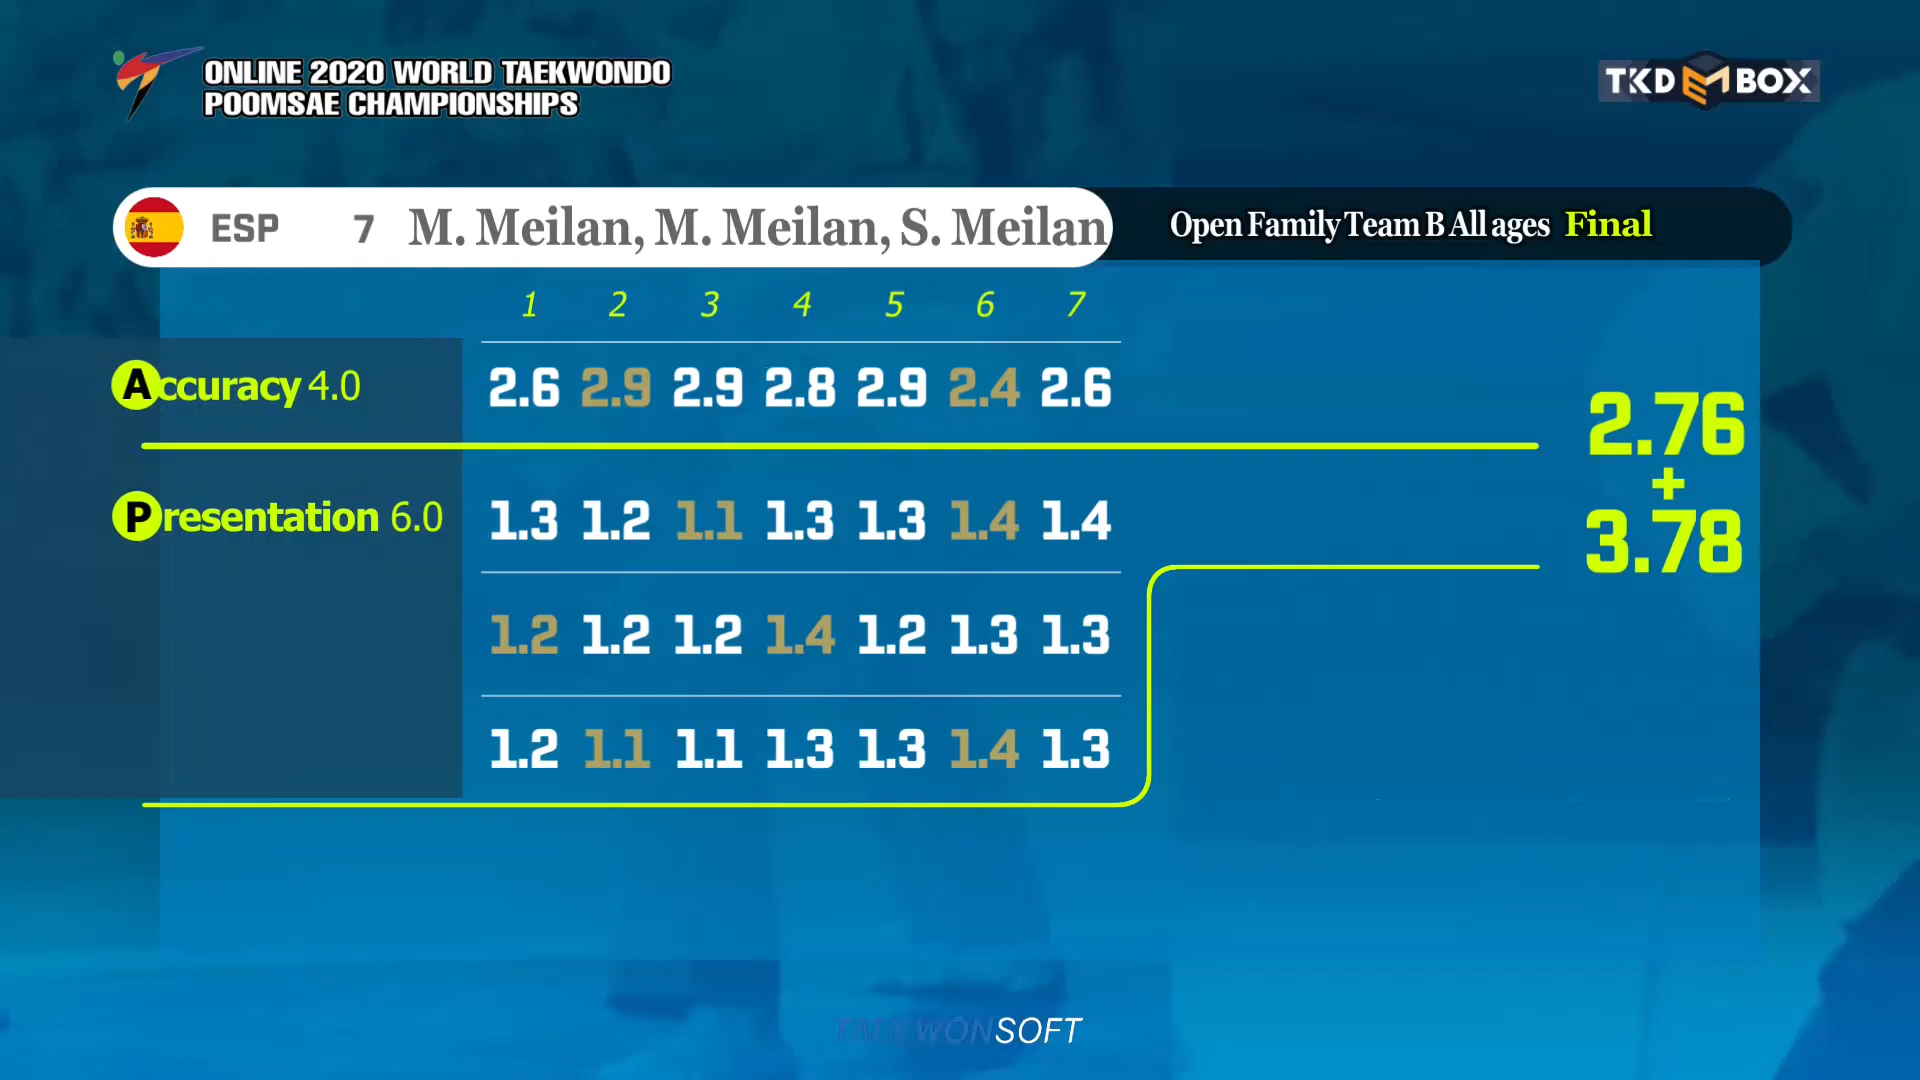 ONLINE 2020 WORLD TAEKWONDO
POOMSAE CHAMPIONSHIPS
TKD BOX
ESP 7 M. Meilan, M. Meilan, S. Meilan
Open Family Team B All ages Final
1 2 3 4 5 6 7
Accuracy 4.0 2.6 2.9 2.9 2.8 2.9 2.4 2.6
2.76
+
3.78
Presentation 6.0 1.3 1.2 1.1 1.3 1.3 1.4 1.4
1.2 1.2 1.2 1.4 1.2 1.3 1.3
1.2 1.1 1.1 1.3 1.3 1.4 1.3
TAEKWONSOFT